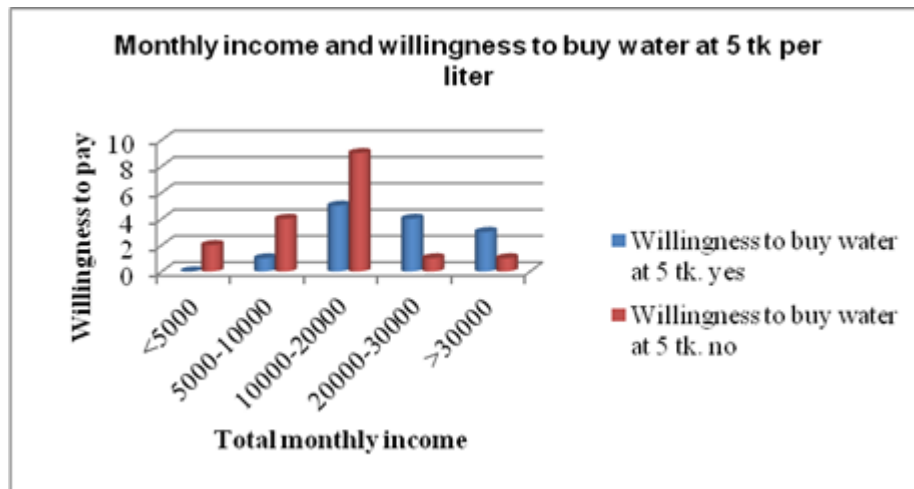 Monthly income and willingness to buy water at 5 tk per
liter
Willingness to pay
10
8
6
4
2
0
<5000
5000-10000
10000-20000
20000-30000
>30000
Total monthly income
Willingness to buy water
at 5 tk. yes
Willingness to buy water
at 5 tk. no